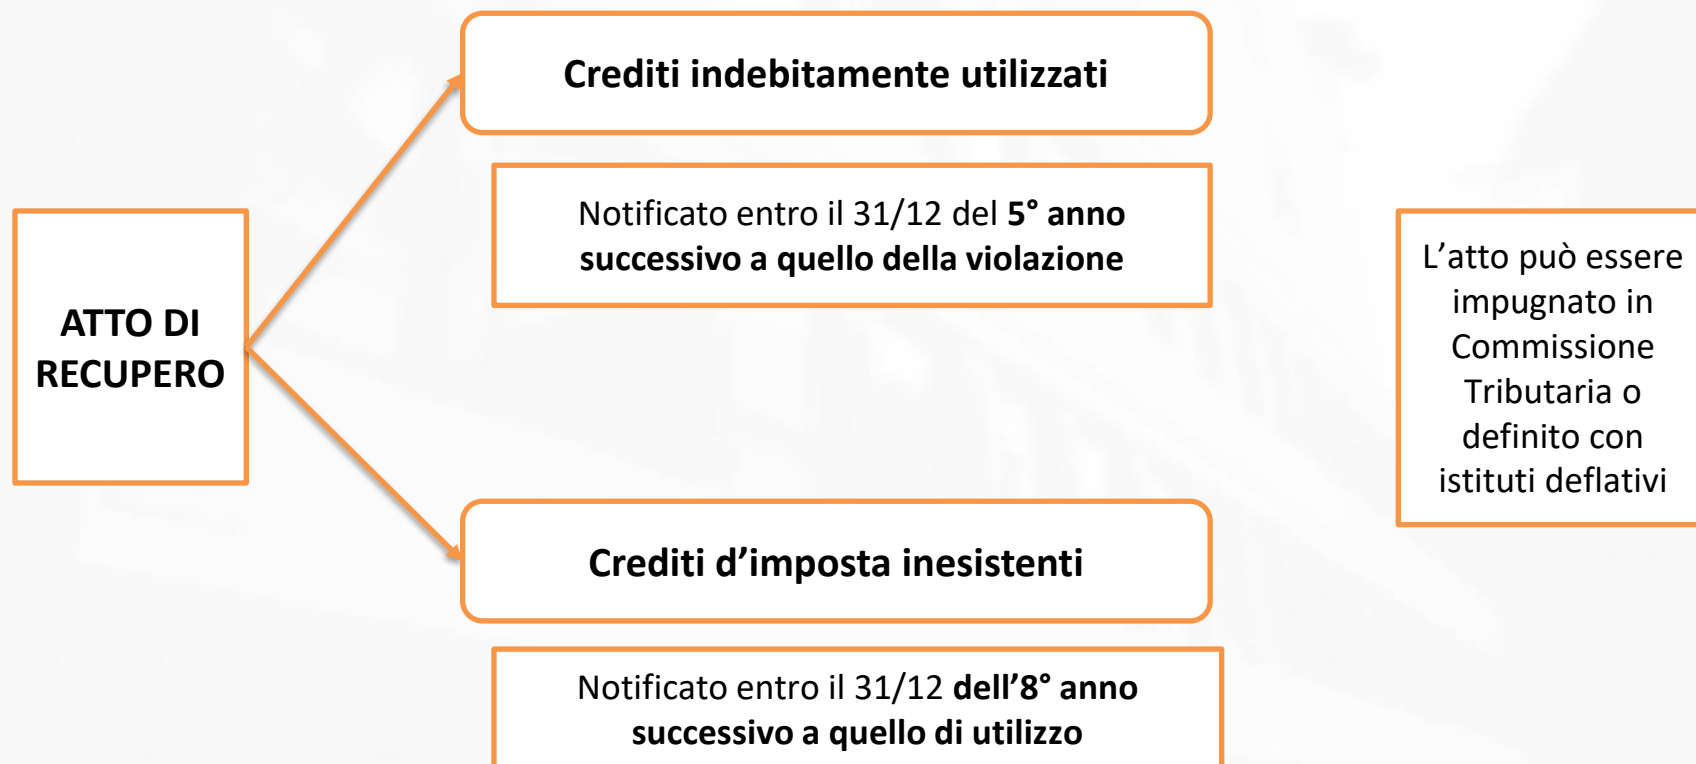 Crediti indebitamente utilizzati
Notificato entro il 31/12 del 5° anno
successivo a quello della violazione
ATTO DI
RECUPERO
Crediti d’imposta inesistenti
Notificato entro il 31/12 dell’8° anno
successivo a quello di utilizzo
L’atto può essere
impugnato in
Commissione
Tributaria o
definito con
istituti deflativi